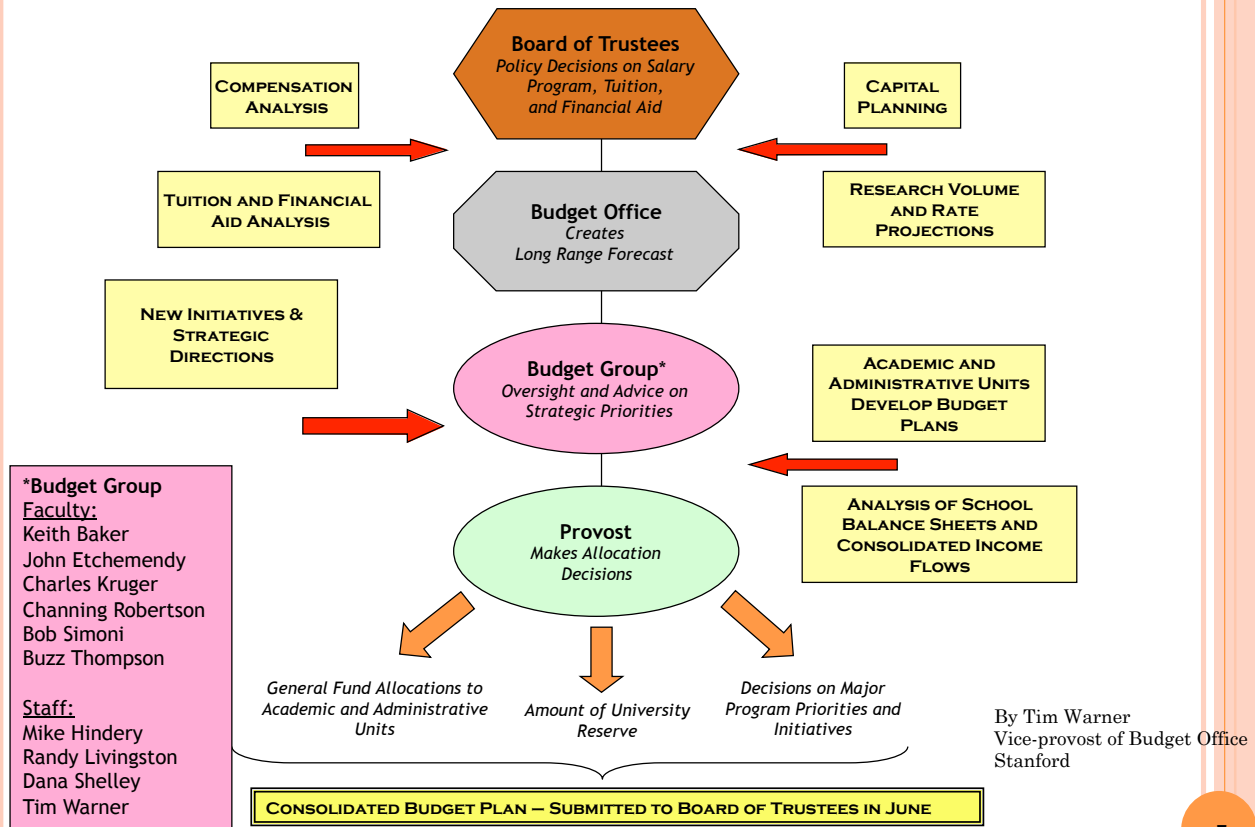 Board of Trustees
Policy Decisions on Salary
Program, Tuition,
and Financial Aid
COMPENSATION
ANALYSIS
CAPITAL
PLANNING
TUITION AND FINANCIAL
AID ANALYSIS
Budget Office
Creates
Long Range Forecast
RESEARCH VOLUME
AND RATE
PROJECTIONS
NEW INITIATIVES &
STRATEGIC
DIRECTIONS
Budget Group*
Oversight and Advice on
Strategic Priorities
ACADEMIC AND
ADMINISTRATIVE UNITS
DEVELOP BUDGET
PLANS
*Budget Group
Faculty:
Keith Baker
John Etchemendy
Charles Kruger
Channing Robertson
Bob Simoni
Buzz Thompson
Staff:
Mike Hindery
Randy Livingston
Dana Shelley
Tim Warner
Provost
Makes Allocation
Decisions
ANALYSIS OF SCHOOL
BALANCE SHEETS AND
CONSOLIDATED INCOME
FLOWS
General Fund Allocations to
Academic and Administrative
Units
Amount of University
Reserve
Decisions on Major
Program Priorities and
Initiatives
By Tim Warner
Vice-provost of Budget Office
Stanford
CONSOLIDATED BUDGET PLAN – SUBMITTED TO BOARD OF TRUSTEES IN JUNE